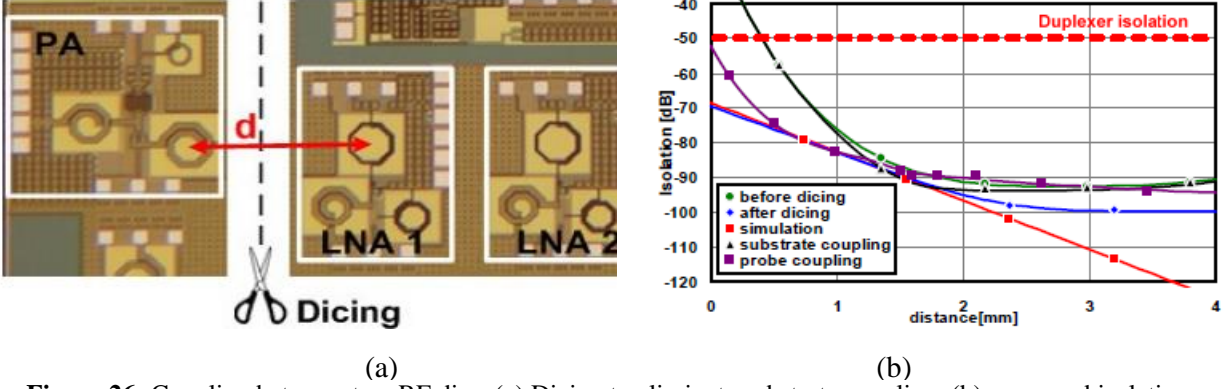 PA
d
LNA 1
LNA 2
Dicing
(a)
-40
-50
-60
-70
-80
-90
-100
-110
-120
Isolation [dB]
Duplexer isolation
before dicing
after dicing
simulation
substrate coupling
probe coupling
0
1
2
3
4
distance[mm]
(b)